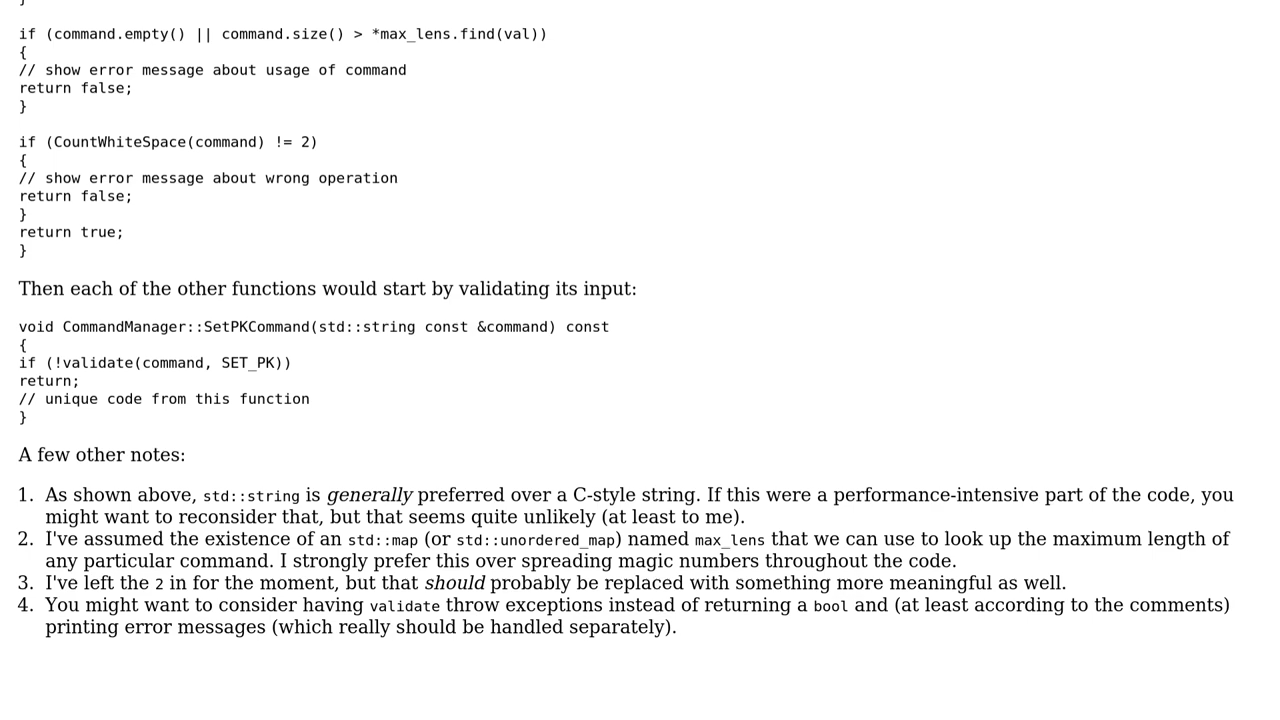 }
if (command.empty() || command.size() > *max_lens.find(val))
{
// show error message about usage of command
return false;
}
if (CountWhiteSpace(command) != 2)
{
// show error message about wrong operation
return false;
}
return true;
}
Then each of the other functions would start by validating its input:
void CommandManager::SetPKCommand(std::string const &command) const
{
if (!validate(command, SET_PK))
return;
// unique code from this function
}
A few other notes:
1. As shown above, std::string is generally preferred over a C-style string. If this were a performance-intensive part of the code, you
might want to reconsider that, but that seems quite unlikely (at least to me).
2. I've assumed the existence of an std::map (or std::unordered_map) named max_lens that we can use to look up the maximum length of
any particular command. I strongly prefer this over spreading magic numbers throughout the code.
3. I've left the 2 in for the moment, but that should probably be replaced with something more meaningful as well.
4. You might want to consider having validate throw exceptions instead of returning a bool and (at least according to the comments)
printing error messages (which really should be handled separately).